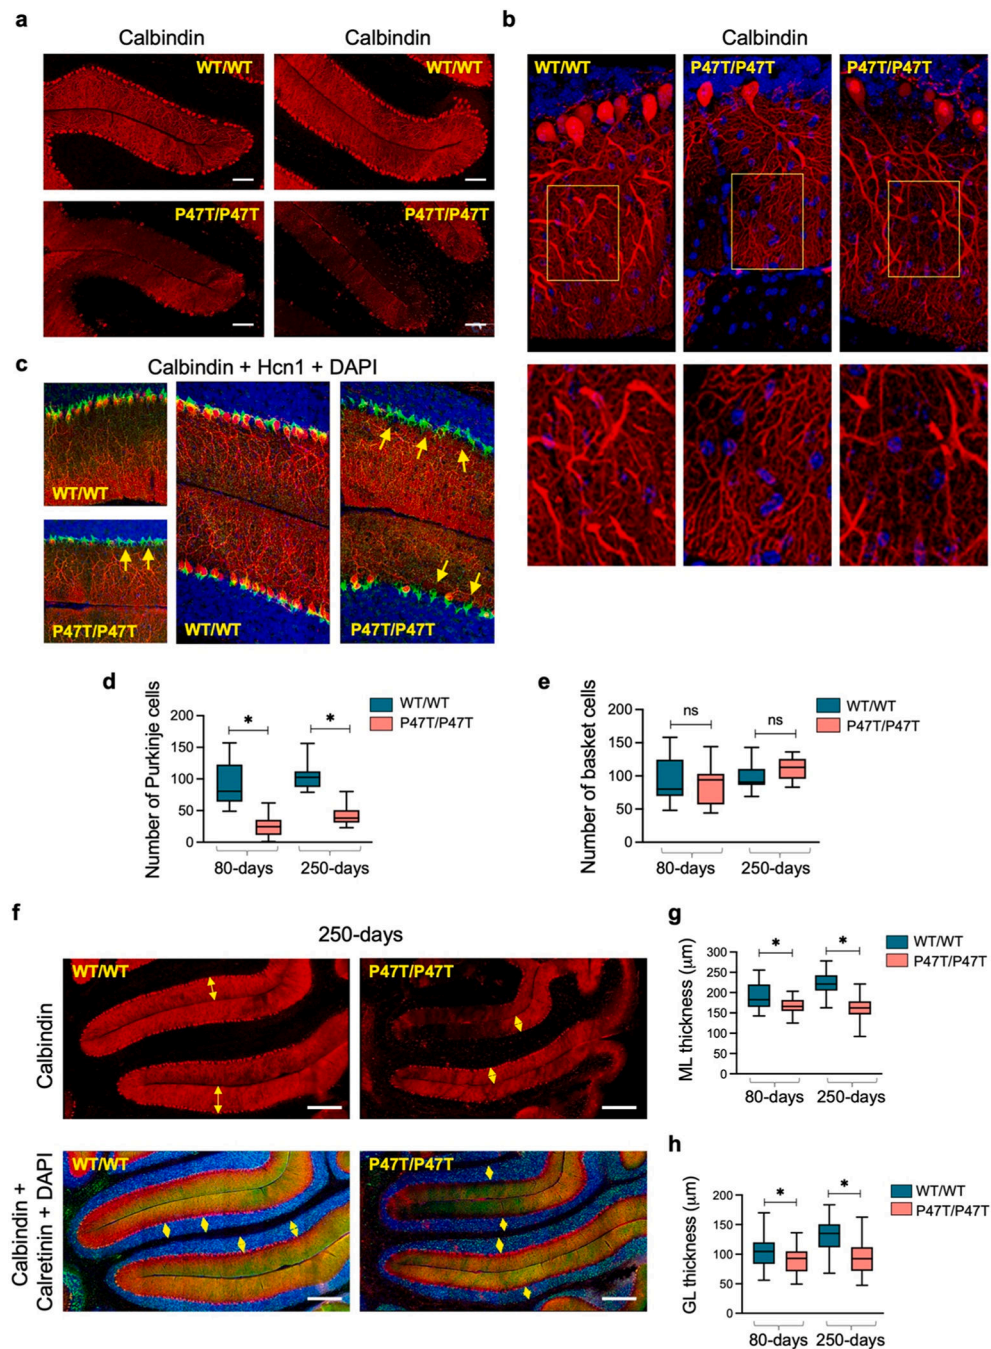 a
Calbindin
Calbindin
WT/WT
WT/WT
P47T/P47T
P47T/P47T
b
Calbindin
WT/WT
P47T/P47T
P47T/P47T
c
Calbindin + Hcn1 + DAPI
WT/WT
P47T/P47T
WT/WT
P47T/P47T
d
Number of Purkinje cells
200
150
100
50
0
*
*
80-days
250-days
WT/WT
P47T/P47T
e
Number of basket cells
200
150
100
50
0
ns
ns
80-days
250-days
WT/WT
P47T/P47T
f
250-days
Calbindin
WT/WT
P47T/P47T
Calbindin +
Calretinin + DAPI
WT/WT
P47T/P47T
g
ML thickness (μm)
300
250
200
150
100
50
0
*
*
80-days
250-days
WT/WT
P47T/P47T
h
GL thickness (μm)
200
150
100
50
0
*
*
80-days
250-days
WT/WT
P47T/P47T